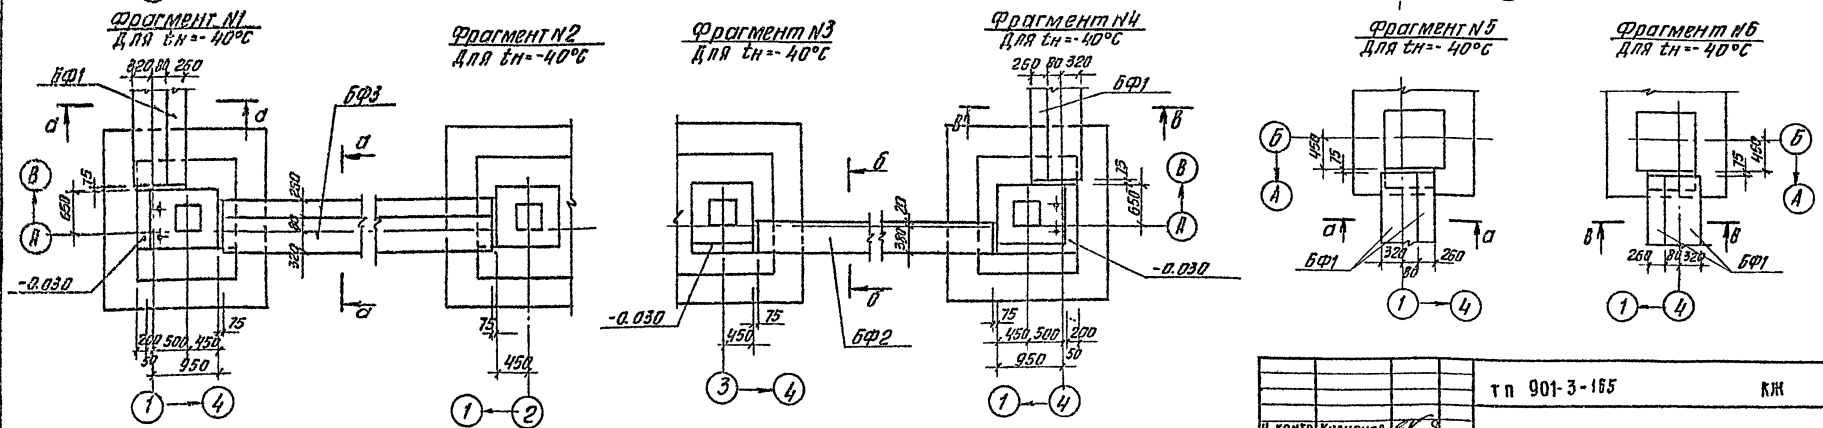 Фрагмент N1
Для tн=-40°С
320 80 260
БФ1
а
а
БФ3
а
260
80
320
а
В
А
75
650
-0.030
75
200 500 450
50 950
1
4
Фрагмент N2
Для tн=-40°С
75
450
1
2
Фрагмент N3
Для tн=-40°С
-0.030
75
450
БФ2
б
б
20
380
3
4
Фрагмент N4
Для tн=-40°С
260 80 320
БФ1
в
в
75
650
В
А
-0.030
75
450 500 200
950 50
1
4
Фрагмент N5
Для tн=-40°С
Б
А
450
75
а
а
БФ1
320 80 260
1
4
Фрагмент N6
Для tн=-40°С
75
450
Б
А
в
в
260 80 320
БФ1
1
4
тп 901-3-165 КЖ